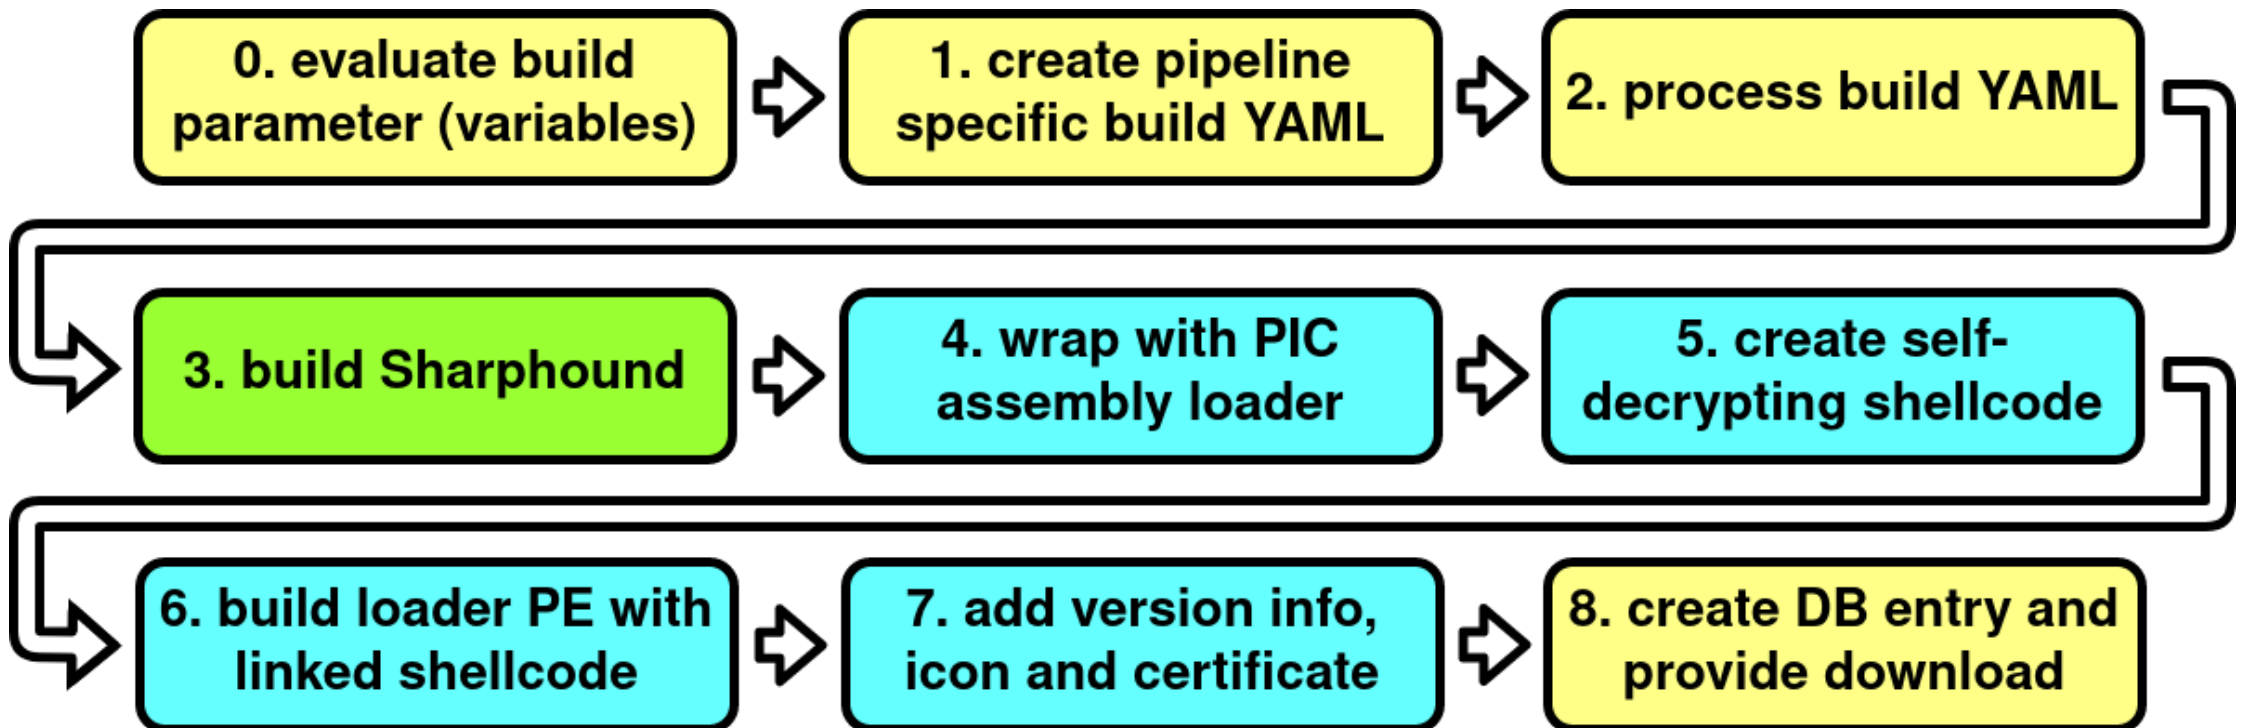 0. evaluate build
parameter (variables)
1. create pipeline
specific build YAML
2. process build YAML
3. build Sharphound
4. wrap with PIC
assembly loader
5. create self-
decrypting shellcode
6. build loader PE with
linked shellcode
7. add version info,
icon and certificate
8. create DB entry and
provide download